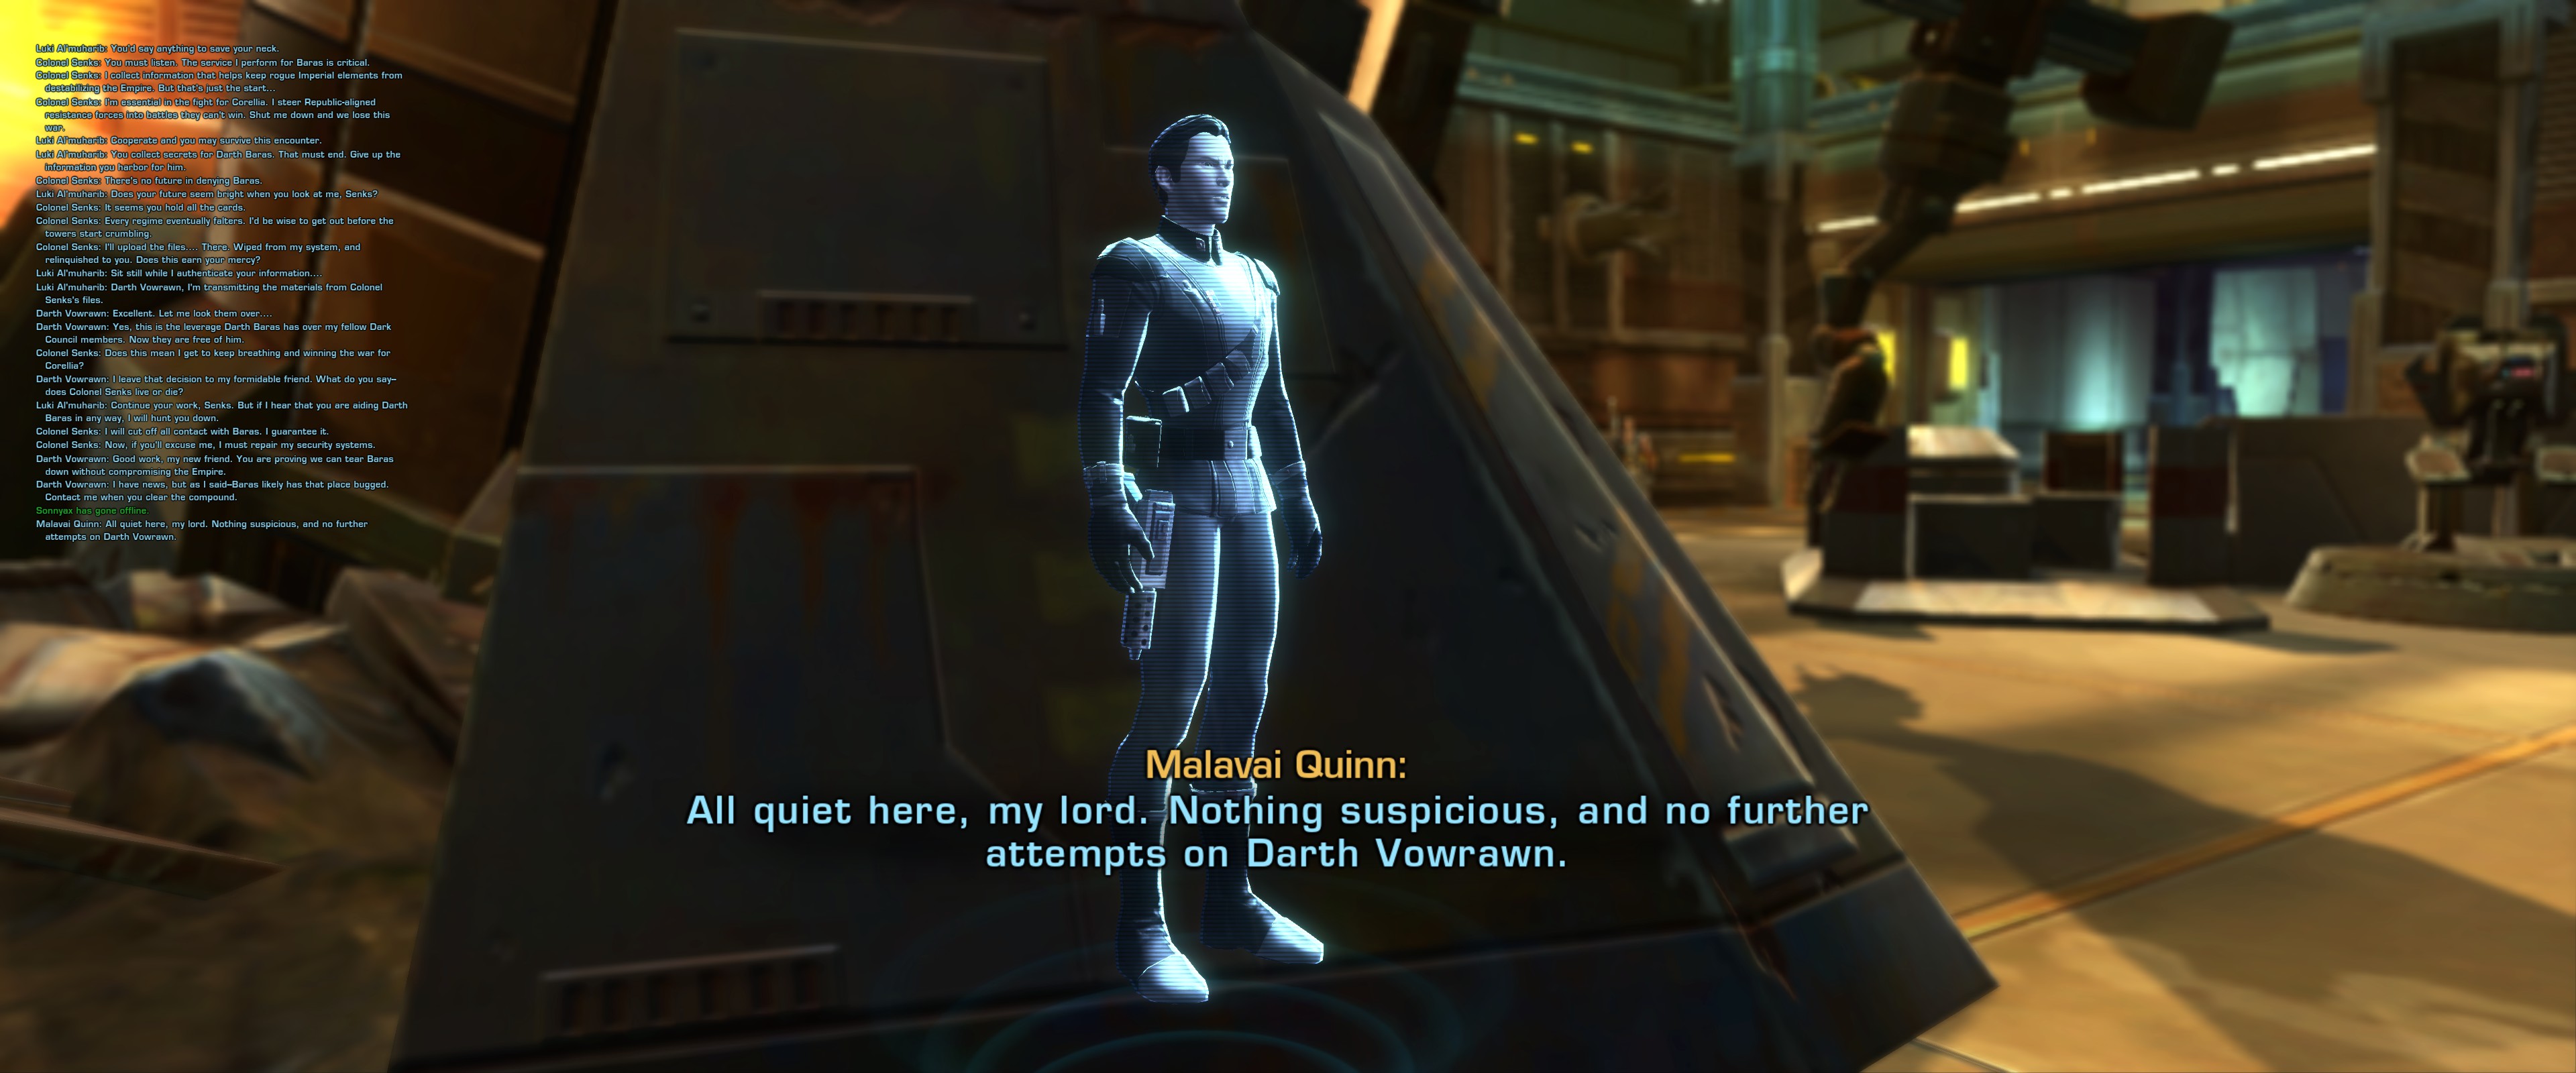 Luki Al'muharib: You'd say anything to save your neck.
Colonel Senks: You must listen. The service I perform for Baras is critical.
Colonel Senks: I collect information that helps keep rogue Imperial elements from
destabilizing the Empire. But that's just the start...
Colonel Senks: I'm essential in the fight for Corellia. I steer Republic-aligned
resistance forces into battles they can't win. Shut me down and we lose this
war.
Luki Al'muharib: Cooperate and you may survive this encounter.
Luki Al'muharib: You collect secrets for Darth Baras. That must end. Give up the
information you harbor for him.
Colonel Senks: There's no future in denying Baras.
Luki Al'muharib: Does your future seem bright when you look at me, Senks?
Colonel Senks: It seems you hold all the cards.
Colonel Senks: Every regime eventually falters. I'd be wise to get out before the
towers start crumbling.
Colonel Senks: I'll upload the files.... There. Wiped from my system, and
relinquished to you. Does this earn your mercy?
Luki Al'muharib: Sit still while I authenticate your information....
Luki Al'muharib: Darth Vowrawn, I'm transmitting the materials from Colonel
Senks's files.
Darth Vowrawn: Excellent. Let me look them over....
Darth Vowrawn: Yes, this is the leverage Darth Baras has over my fellow Dark
Council members. Now they are free of him.
Colonel Senks: Does this mean I get to keep breathing and winning the war for
Corellia?
Darth Vowrawn: I leave that decision to my formidable friend. What do you say—
does Colonel Senks live or die?
Luki Al'muharib: Continue your work, Senks. But if I hear that you are aiding Darth
Baras in any way, I will hunt you down.
Colonel Senks: I will cut off all contact with Baras. I guarantee it.
Colonel Senks: Now, if you'll excuse me, I must repair my security systems.
Darth Vowrawn: Good work, my new friend. You are proving we can tear Baras
down without compromising the Empire.
Darth Vowrawn: I have news, but as I said—Baras likely has that place bugged.
Contact me when you clear the compound.
Sonnyax has gone offline.
Malavai Quinn: All quiet here, my lord. Nothing suspicious, and no further
attempts on Darth Vowrawn.
Malavai Quinn:
All quiet here, my lord. Nothing suspicious, and no further
attempts on Darth Vowrawn.